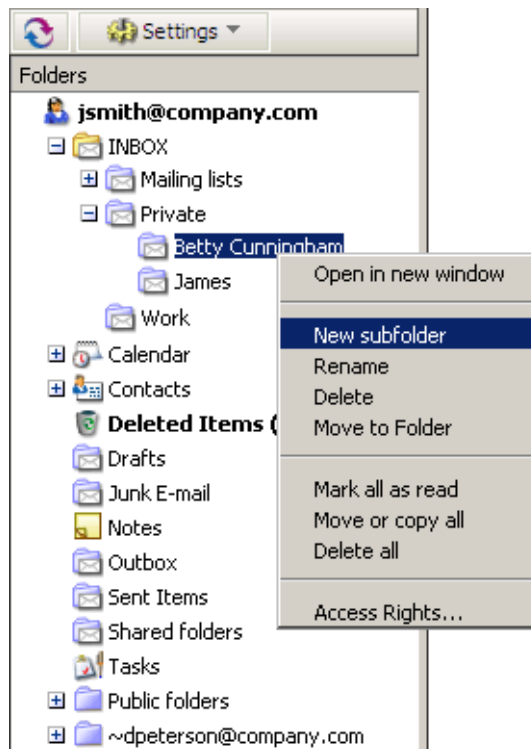 Settings
Folders
jsmith@company.com
INBOX
Mailing lists
Private
Betty Cunningham
James
Work
Calendar
Contacts
Deleted Items (
Drafts
Junk E-mail
Notes
Outbox
Sent Items
Shared folders
Tasks
Public folders
~dpeterson@company.com
Open in new window
New subfolder
Rename
Delete
Move to Folder
Mark all as read
Move or copy all
Delete all
Access Rights...